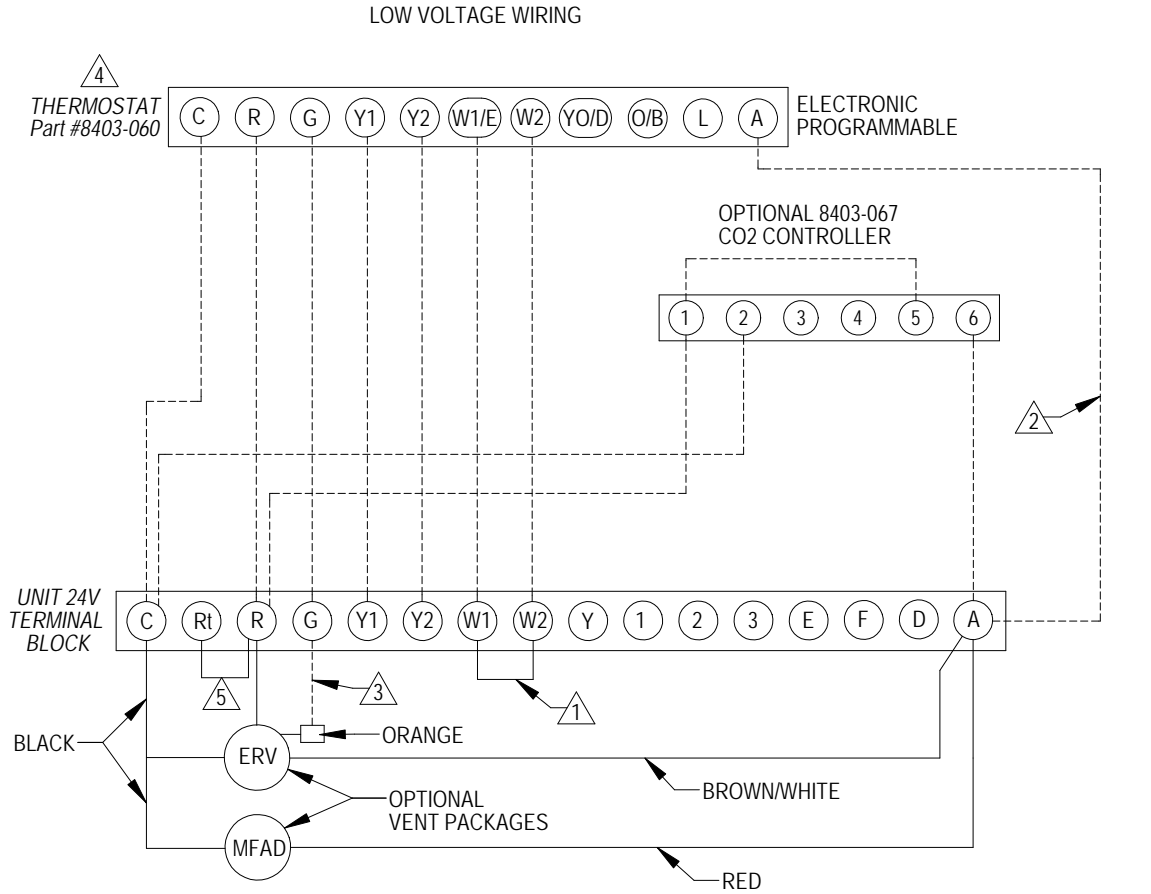 LOW VOLTAGE WIRING
4
THERMOSTAT
Part #8403-060
C R G Y1 Y2 W1/E W2 YO/D O/B L A
ELECTRONIC
PROGRAMMABLE
OPTIONAL 8403-067
CO2 CONTROLLER
1 2 3 4 5 6
2
UNIT 24V
TERMINAL
BLOCK
C Rt R G Y1 Y2 W1 W2 Y 1 2 3 E F D A
5
3
1
BLACK
ORANGE
ERV
BROWN/WHITE
OPTIONAL
VENT PACKAGES
MFAD
RED